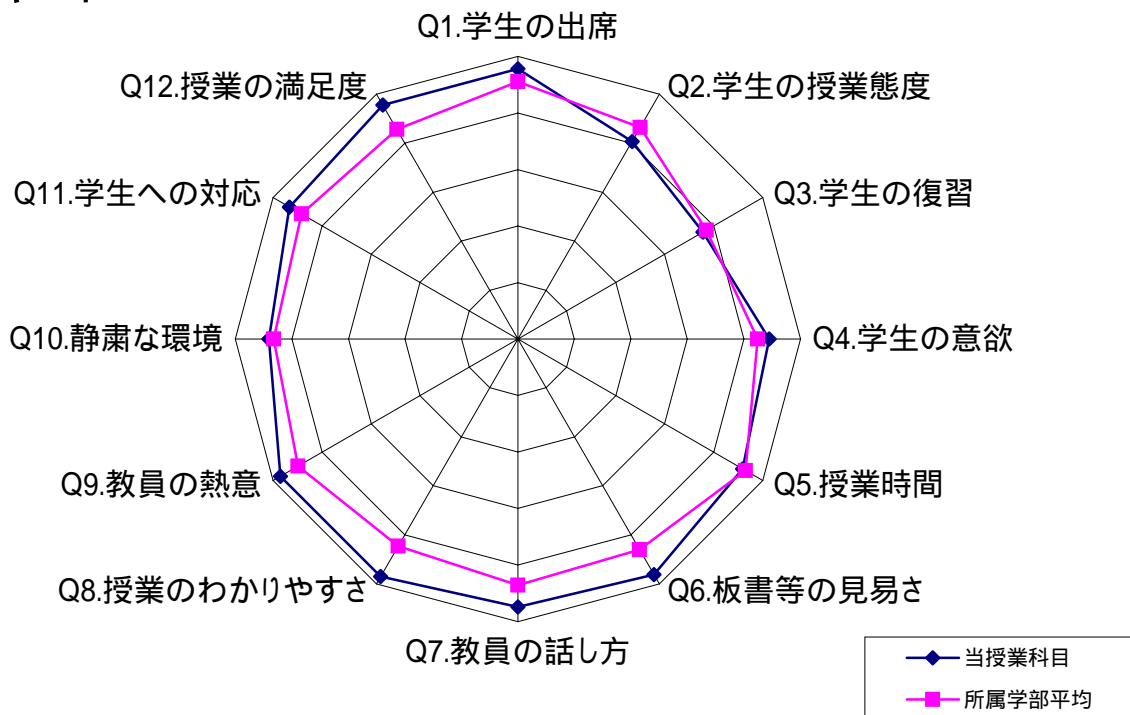 Q1.学生の出席
Q2.学生の授業態度
Q3.学生の復習
Q4.学生の意欲
Q5.授業時間
Q6.板書等の見易さ
Q7.教員の話し方
Q8.授業のわかりやすさ
Q9.教員の熱意
Q10.静粛な環境
Q11.学生への対応
Q12.授業の満足度
当授業科目
所属学部平均